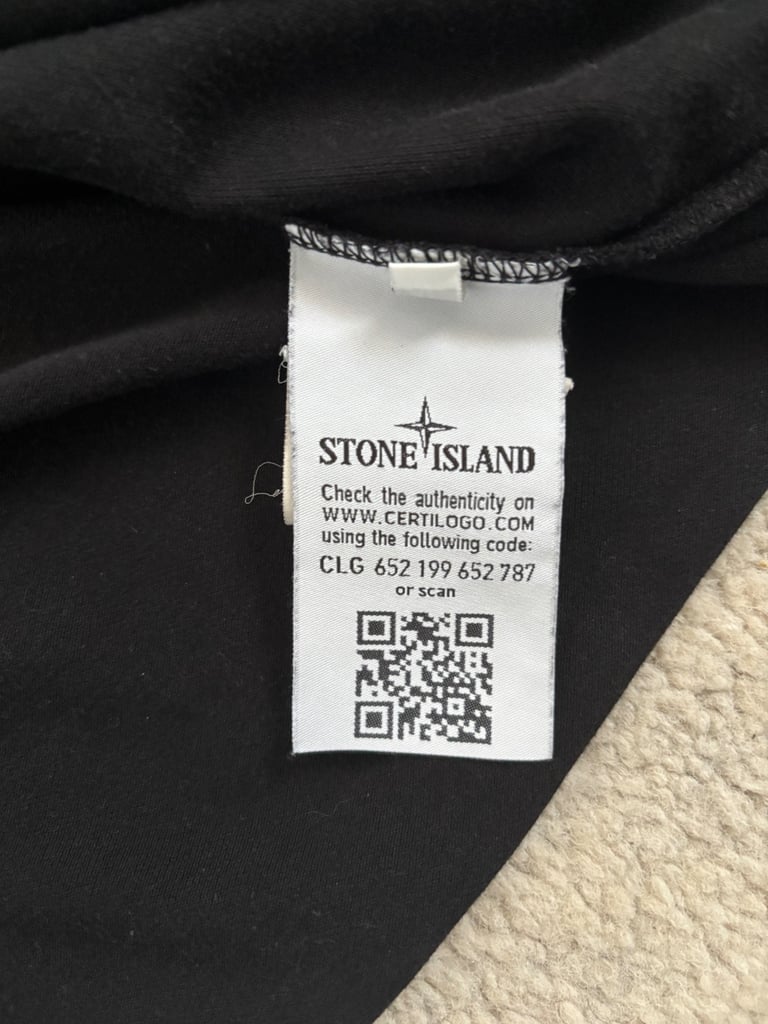 STONE ISLAND
Check the authenticity on
WWW.CERTILOGO.COM
using the following code:
CLG 652 199 652 787
or scan